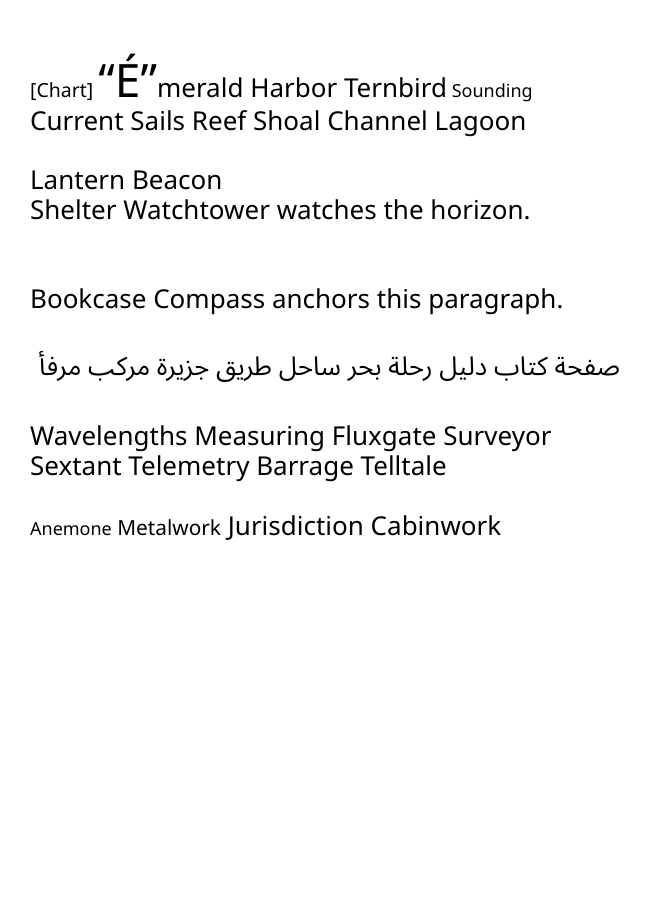 [Chart] “É”merald Harbor Ternbird Sounding
Current Sails Reef Shoal Channel Lagoon
Lantern Beacon
Shelter Watchtower watches the horizon.
Bookcase Compass anchors this paragraph.
صفحة كتاب دليل رحلة بحر ساحل طريق جزيرة مركب مرفأ
Wavelengths Measuring Fluxgate Surveyor
Sextant Telemetry Barrage Telltale
Anemone Metalwork Jurisdiction Cabinwork